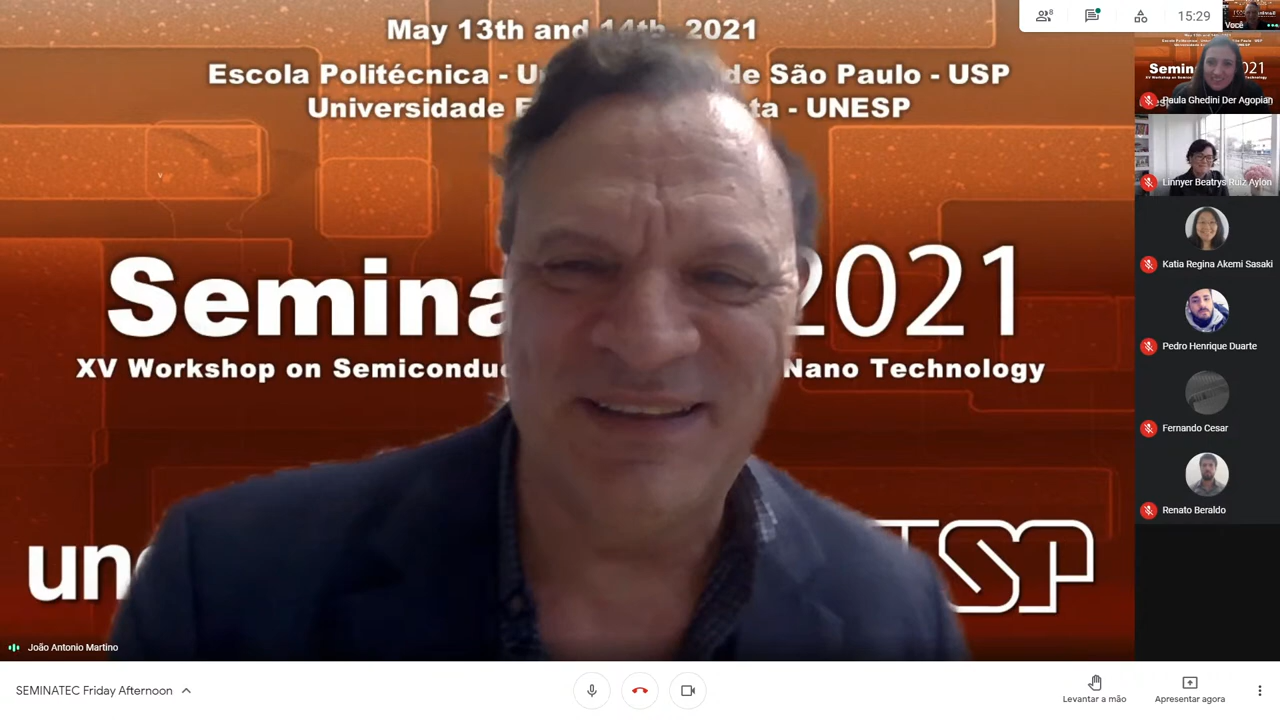 May 13th and 14th, 2021
Escola Politécnica - U de São Paulo - USP
Universidade E ta - UNESP
Semina 2021
XV Workshop on Semicondu Nano Technology
un SP
João Antonio Martino
SEMINATEC Friday Afternoon
8
15:29
Você
Paula Ghedini Der Agopian
Linnyer Beatrys Ruiz Aylon
Katia Regina Akemi Sasaki
Pedro Henrique Duarte
Fernando Cesar
Renato Beraldo
Levantar a mão
Apresentar agora